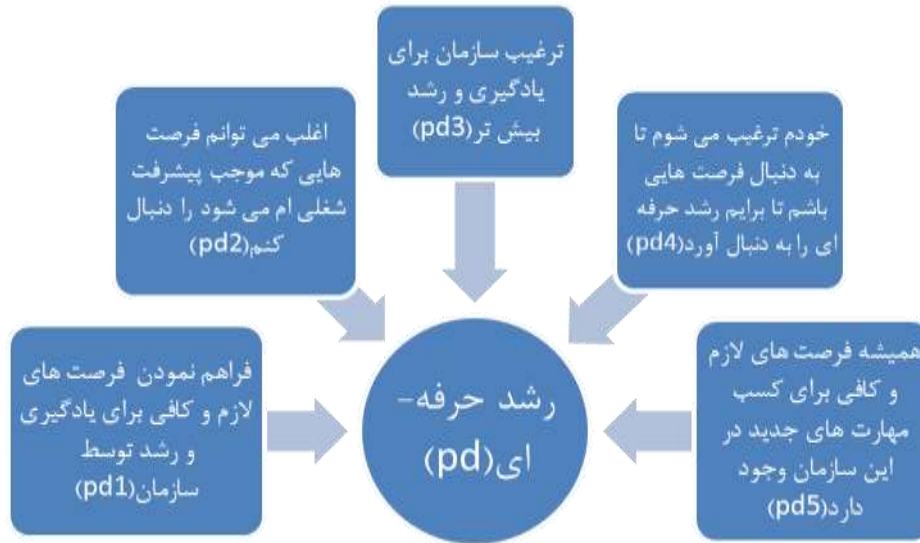 ترغیب سازمان برای
یادگیری و رشد
بیش تر(pd3)
اغلب می توانم فرصت
هایی که موجب پیشرفت
شغلی ام می شود را دنبال
کنم(pd2)
خودم ترغیب می شوم تا
به دنبال فرصت هایی
باشم تا برایم رشد حرفه
ای را به دنبال آورد(pd4)
فراهم نمودن فرصت های
لازم و کافی برای یادگیری
و رشد توسط
سازمان(pd1)
رشد حرفه-
ای(pd)
همیشه فرصت های لازم
و کافی برای کسب
مهارت های جدید در
این سازمان وجود
دارد(pd5)